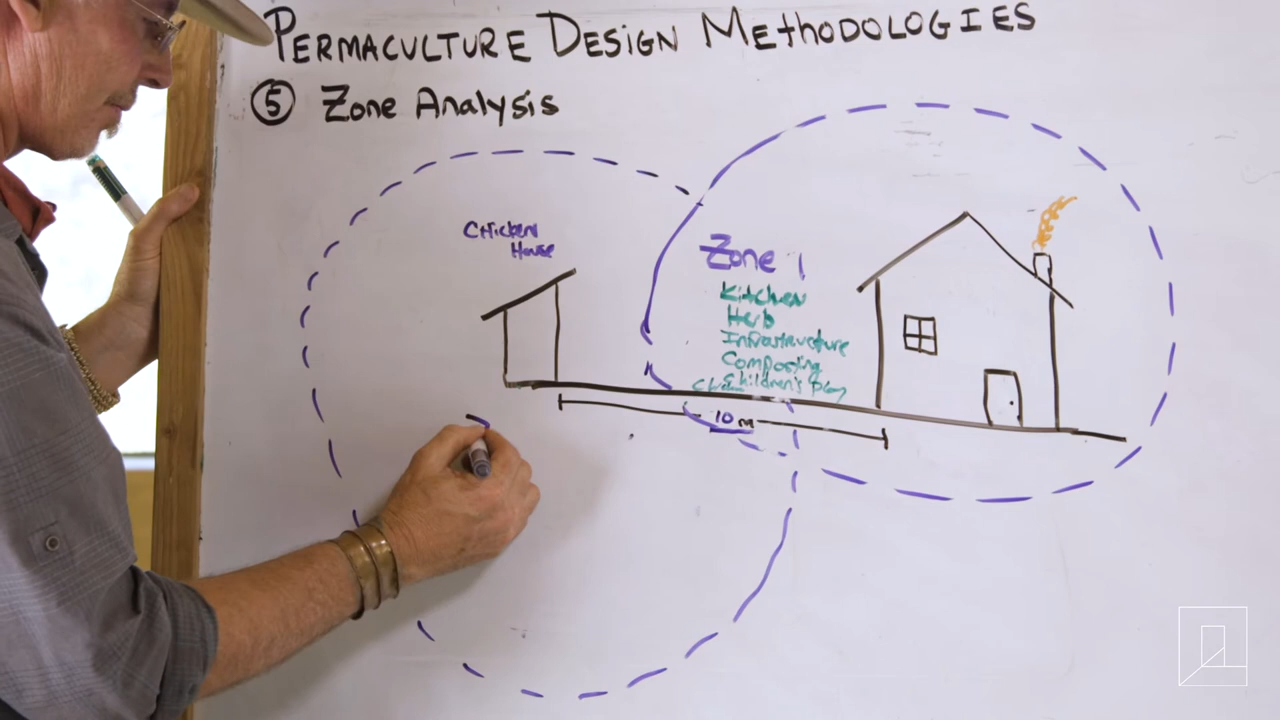 PERMACULTURE DESIGN METHODOLOGIES
⑤ Zone Analysis
Chicken
House
Zone 1
Kitchen
Herb
Infrastructure
Composting
Children's Play
10 m